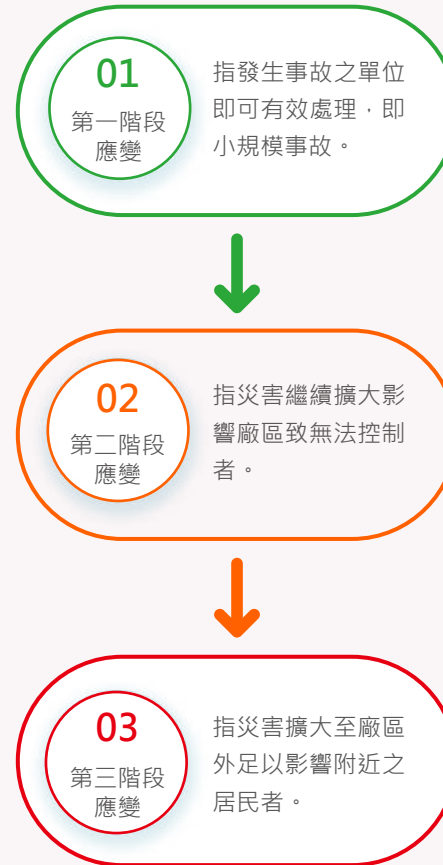 01
第一階段
應變
指發生事故之單位
即可有效處理,即
小規模事故。
02
第二階段
應變
指災害繼續擴大影
響廠區致無法控制
者。
03
第三階段
應變
指災害擴大至廠區
外足以影響附近之
居民者。